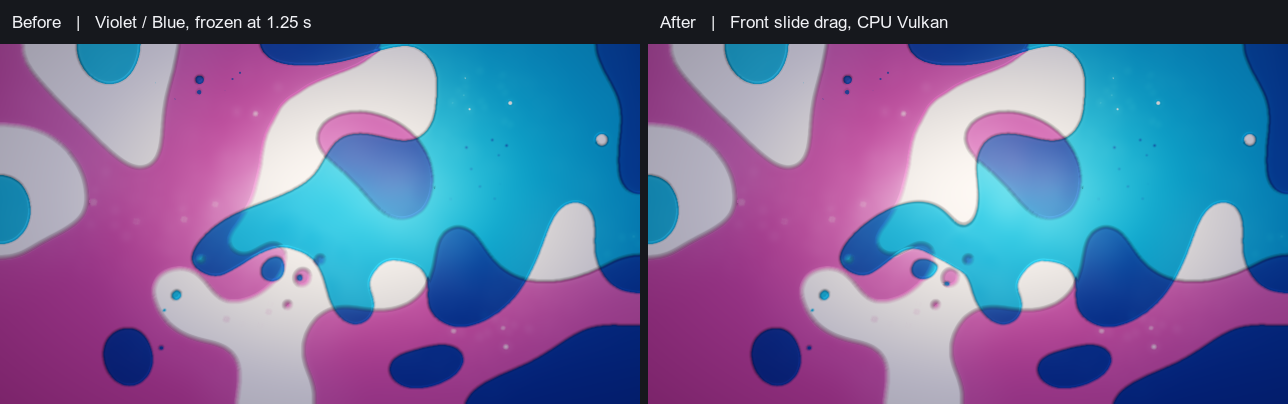 Before | Violet / Blue, frozen at 1.25 s
After | Front slide drag, CPU Vulkan